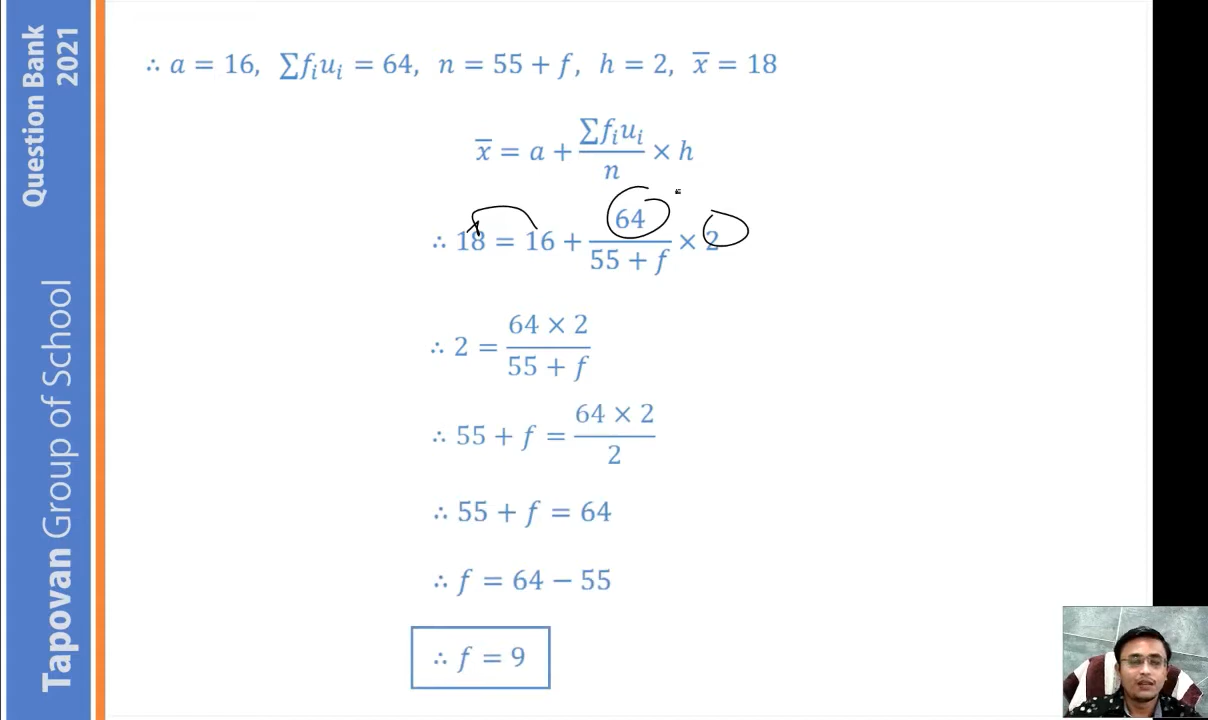 Question Bank
2021
Tapovan Group of School
∴ a = 16, ∑fᵢuᵢ = 64, n = 55 + f, h = 2, x̅ = 18
x̅ = a + ∑fᵢuᵢ/n × h
∴ 18 = 16 + 64/(55 + f) × 2
∴ 2 = (64 × 2)/(55 + f)
∴ 55 + f = (64 × 2)/2
∴ 55 + f = 64
∴ f = 64 − 55
∴ f = 9